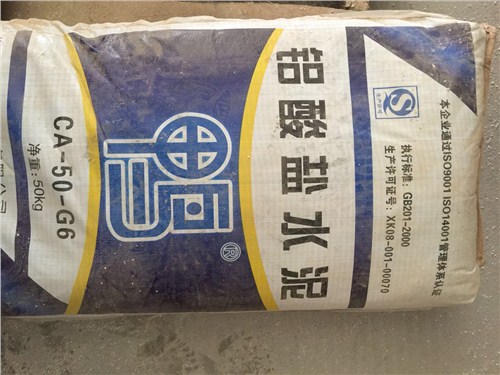 本企业通过ISO9001 ISO14001管理体系认证
执行标准：GB201-2000
生产许可证号：XK08-001-00070
铝酸盐水泥
CA-50-G6
净重：50kg